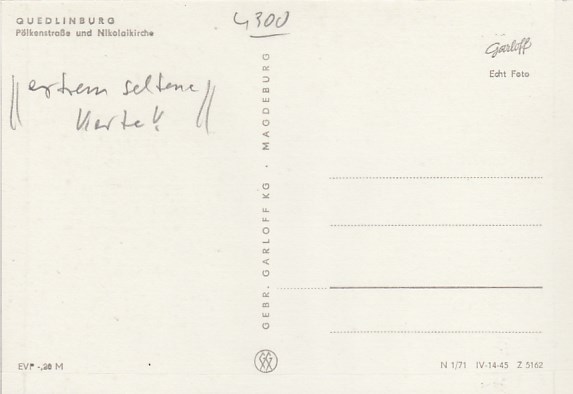 QUEDLINBURG
Pölkenstraße und Nikolaikirche
4300
extrem seltene
Karte!
GEBR. GARLOFF KG • MAGDEBURG
Garloff
Echt Foto
EVP -,20 M
N 1/71 IV-14-45 Z 5162